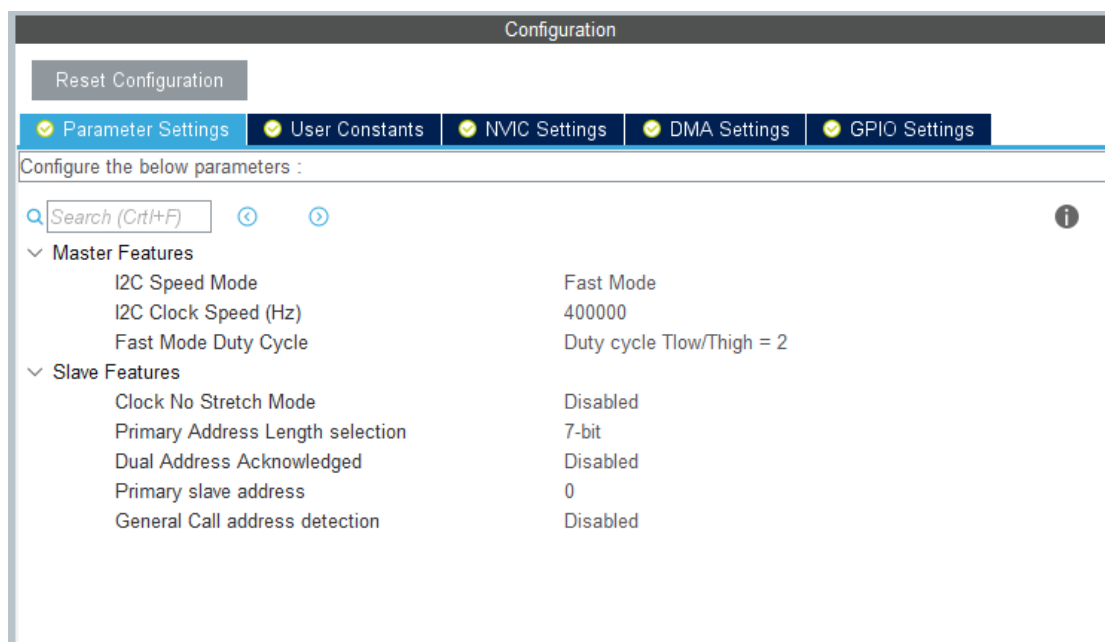 Configuration
Reset Configuration
Parameter Settings User Constants NVIC Settings DMA Settings GPIO Settings
Configure the below parameters :
Search (Crtl+F)
Master Features
I2C Speed Mode Fast Mode
I2C Clock Speed (Hz) 400000
Fast Mode Duty Cycle Duty cycle Tlow/Thigh = 2
Slave Features
Clock No Stretch Mode Disabled
Primary Address Length selection 7-bit
Dual Address Acknowledged Disabled
Primary slave address 0
General Call address detection Disabled